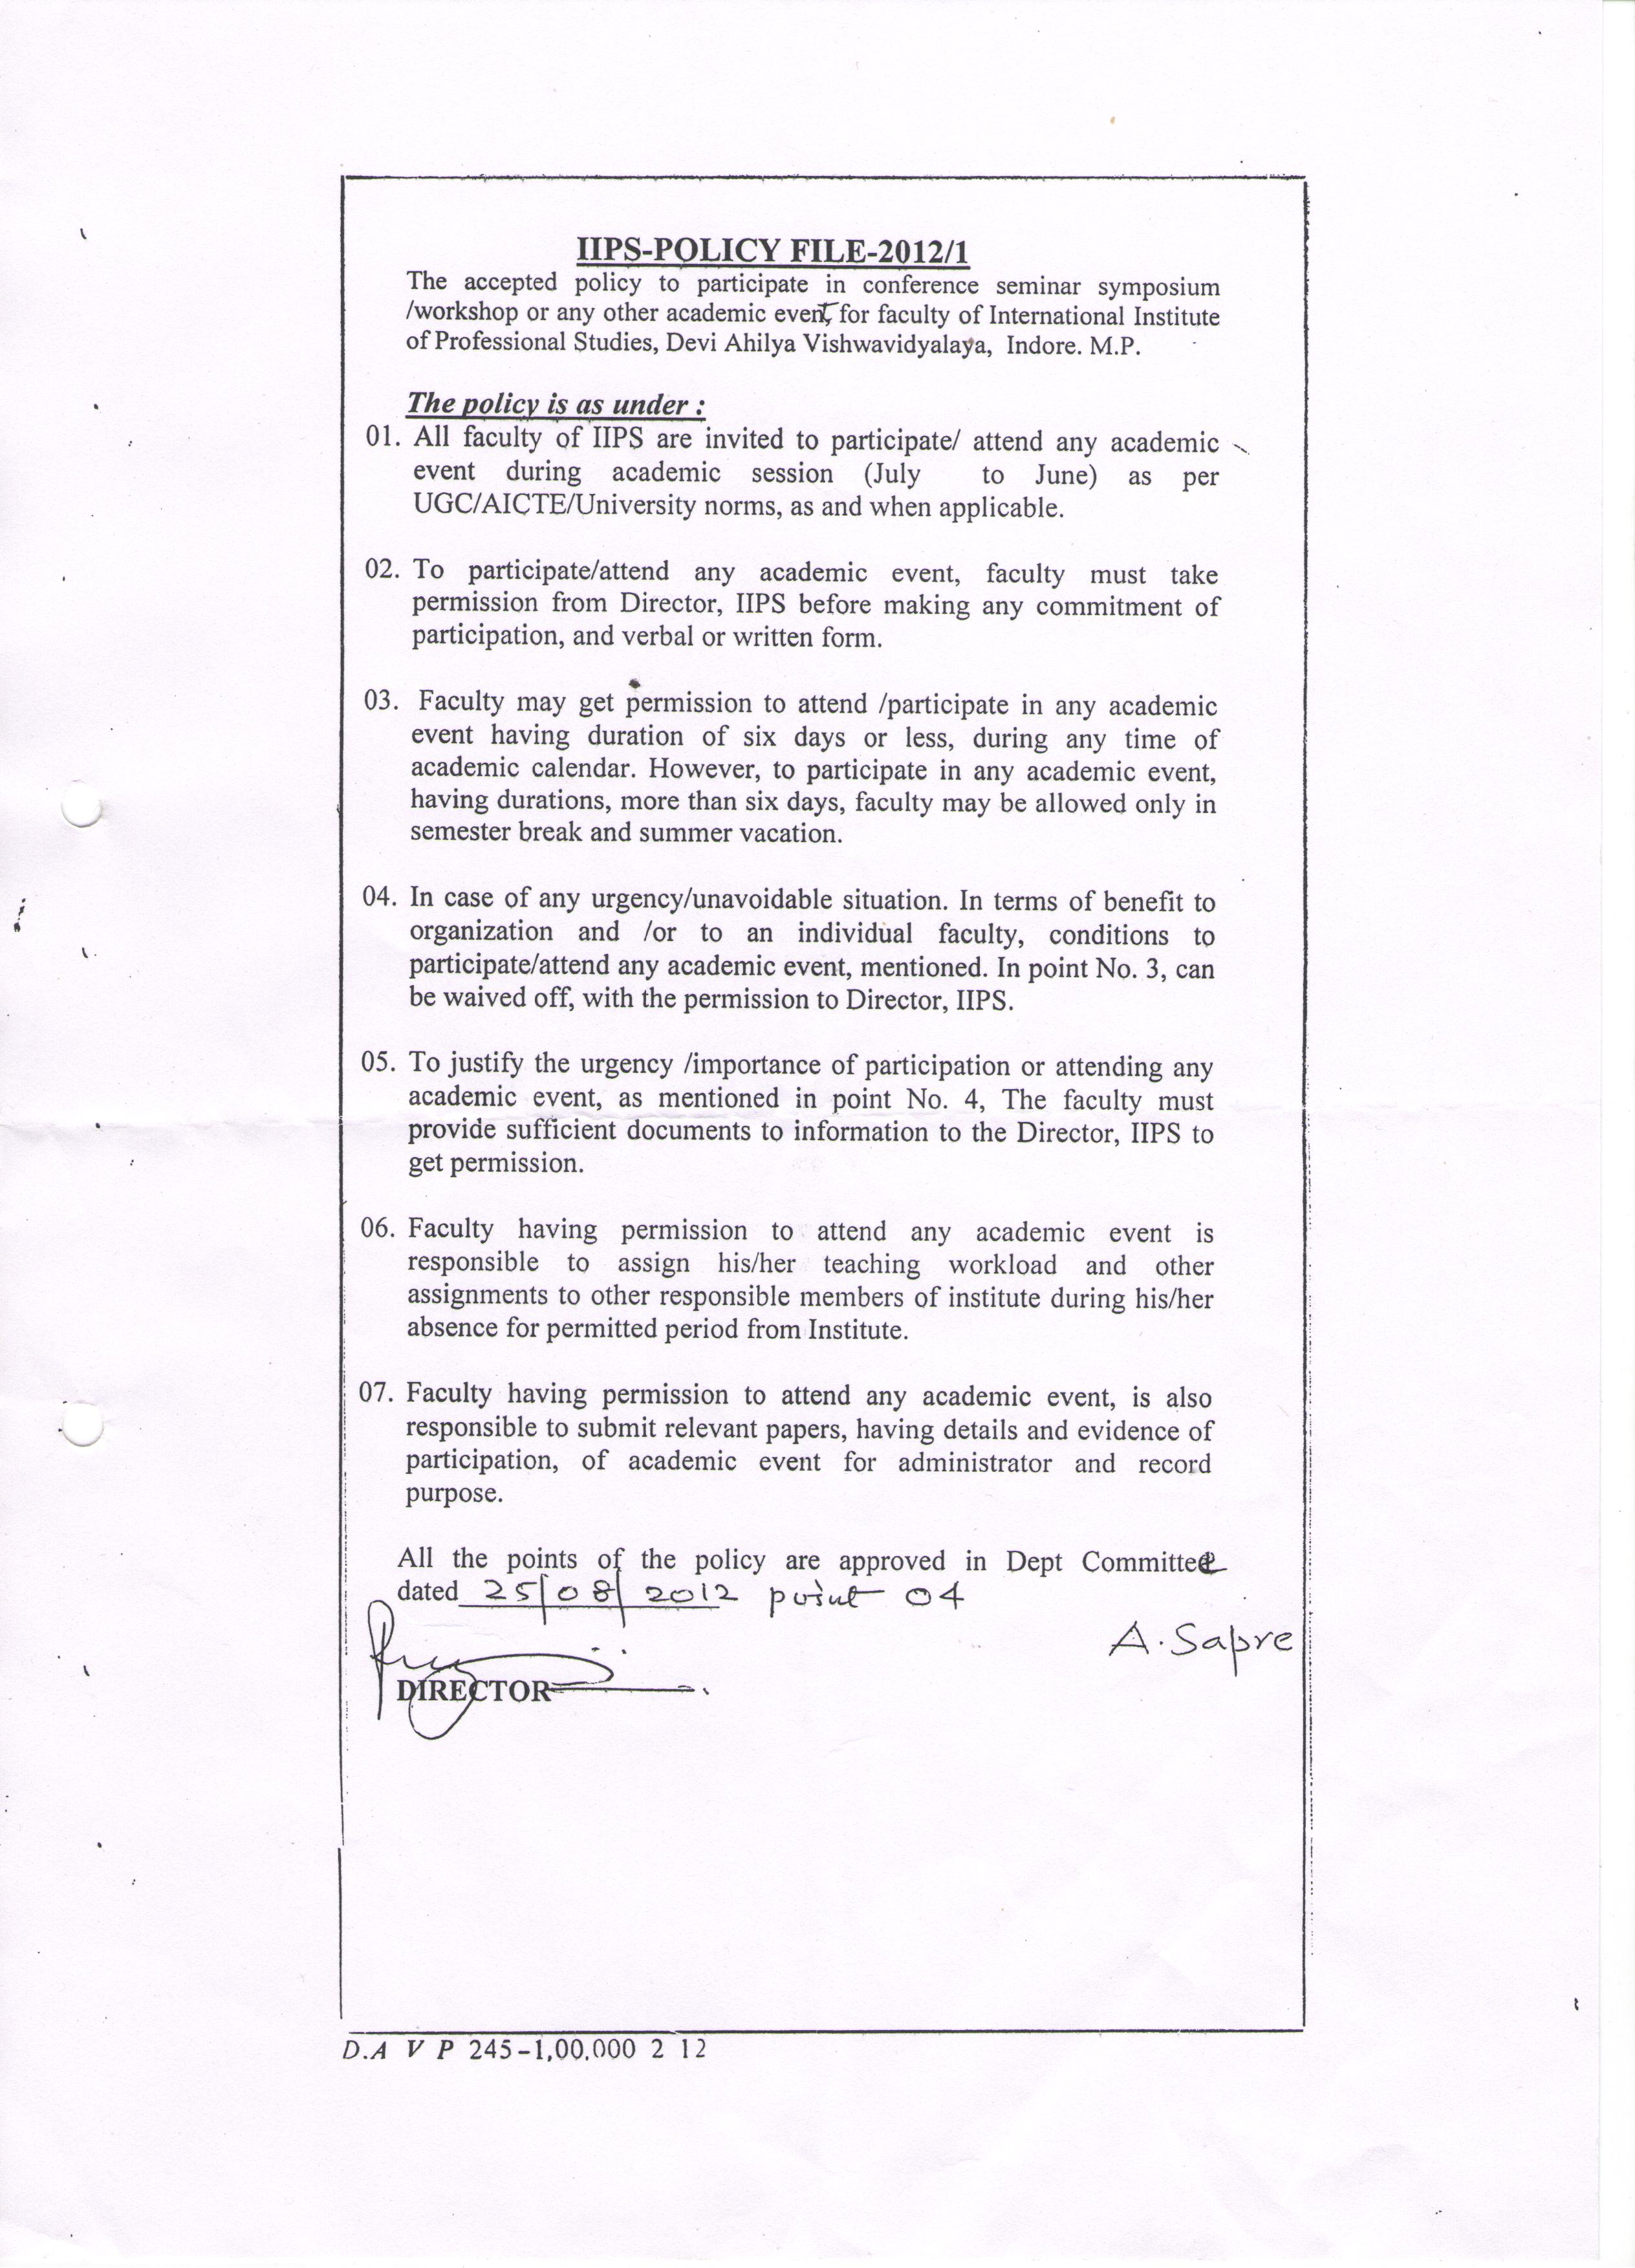 IIPS-POLICY FILE-2012/1
The accepted policy to participate in conference seminar symposium
/workshop or any other academic event, for faculty of International Institute
of Professional Studies, Devi Ahilya Vishwavidyalaya, Indore. M.P.
The policy is as under :
01. All faculty of IIPS are invited to participate/ attend any academic
event during academic session (July to June) as per
UGC/AICTE/University norms, as and when applicable.
02. To participate/attend any academic event, faculty must take
permission from Director, IIPS before making any commitment of
participation, and verbal or written form.
03. Faculty may get permission to attend /participate in any academic
event having duration of six days or less, during any time of
academic calendar. However, to participate in any academic event,
having durations, more than six days, faculty may be allowed only in
semester break and summer vacation.
04. In case of any urgency/unavoidable situation. In terms of benefit to
organization and /or to an individual faculty, conditions to
participate/attend any academic event, mentioned. In point No. 3, can
be waived off, with the permission to Director, IIPS.
05. To justify the urgency /importance of participation or attending any
academic event, as mentioned in point No. 4, The faculty must
provide sufficient documents to information to the Director, IIPS to
get permission.
06. Faculty having permission to attend any academic event is
responsible to assign his/her teaching workload and other
assignments to other responsible members of institute during his/her
absence for permitted period from Institute.
07. Faculty having permission to attend any academic event, is also
responsible to submit relevant papers, having details and evidence of
participation, of academic event for administrator and record
purpose.
All the points of the policy are approved in Dept Committee
dated 25/08/2012 point 04
A. Sapre
DIRECTOR
D.A V P 245-1,00,000 2 12